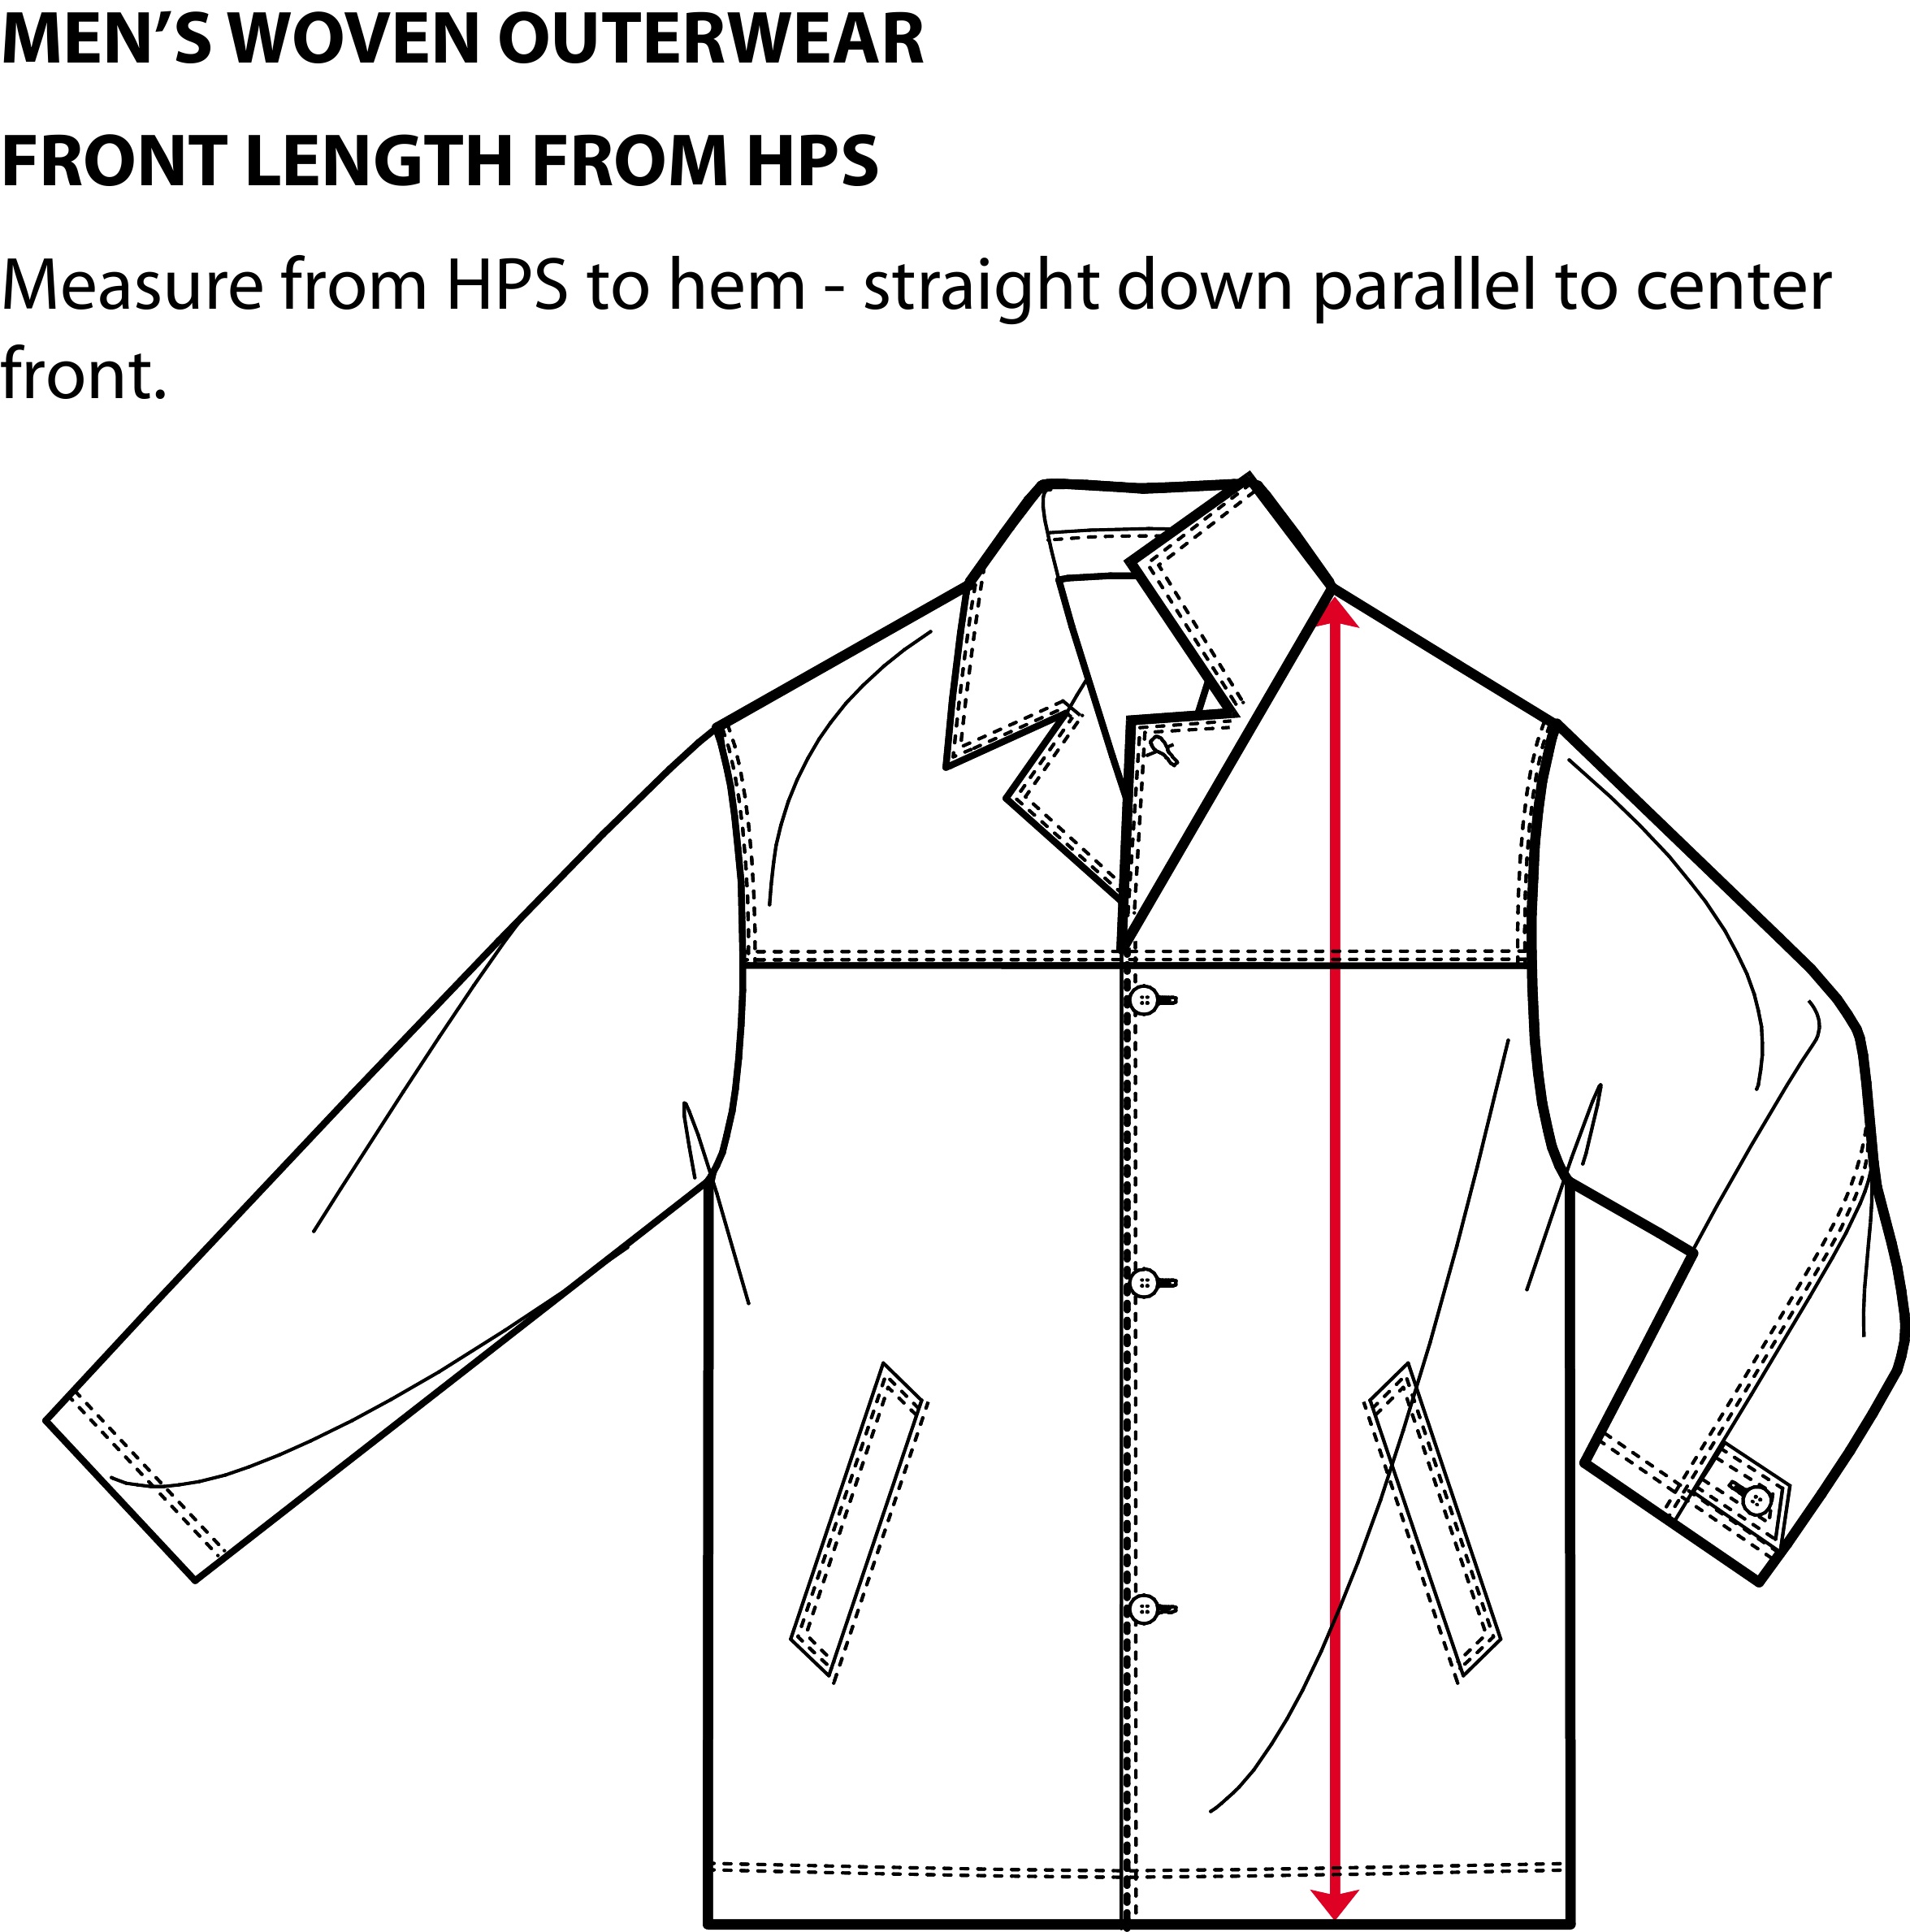 MEN’S WOVEN OUTERWEAR
FRONT LENGTH FROM HPS
Measure from HPS to hem - straight down parallel to center
front.